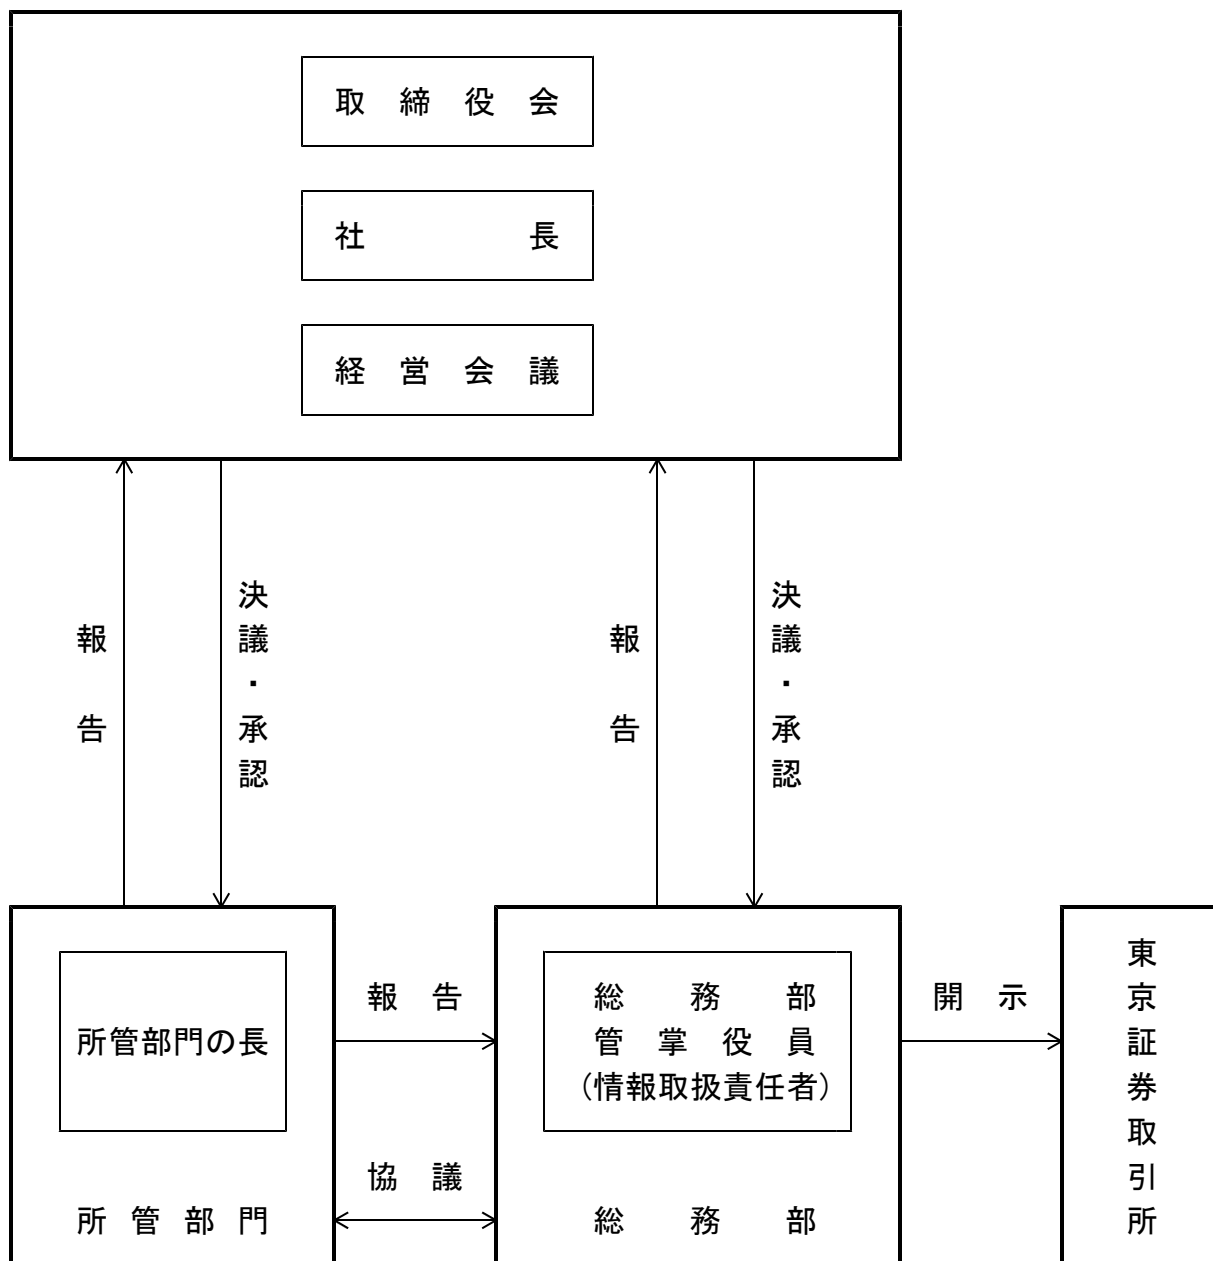 取締役会
社長
経営会議
報告
決議・承認
報告
決議・承認
所管部門の長
報告
総務部
管掌役員
（情報取扱責任者）
開示
東京証券取引所
協議
所管部門
総務部